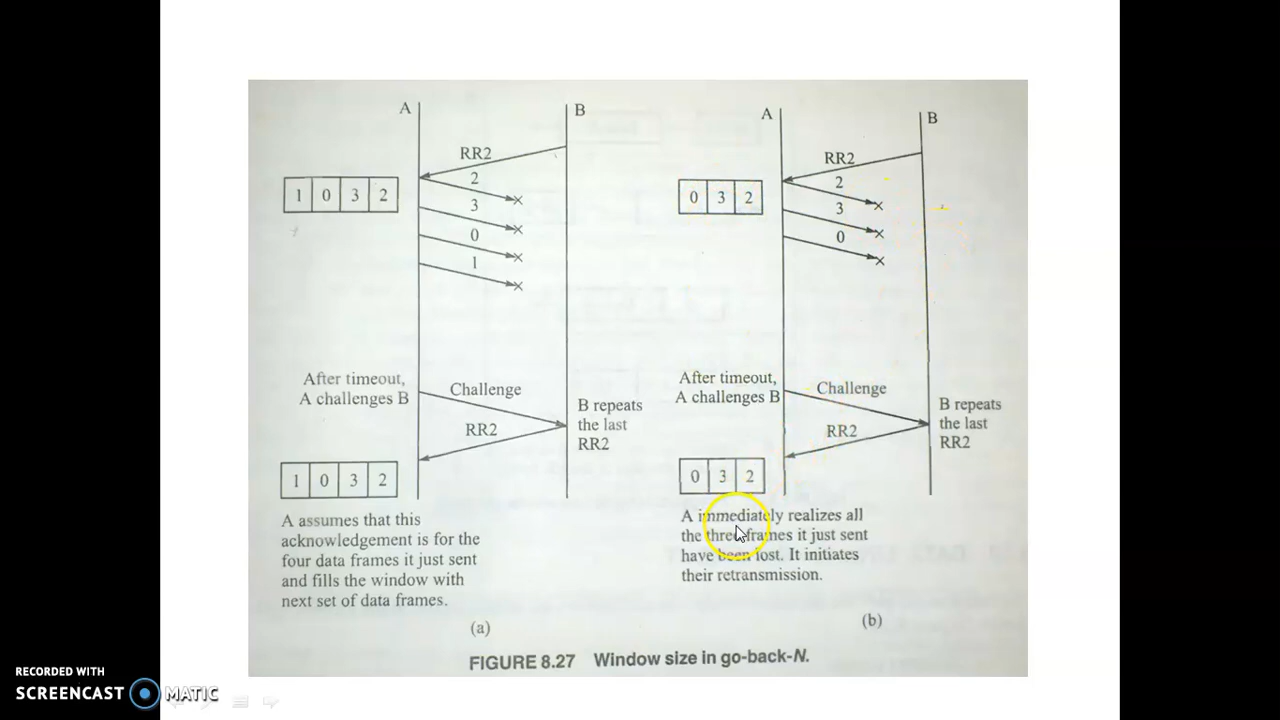 A
B
RR2
2
1 0 3 2
3
0
1
After timeout,
A challenges B
Challenge
B repeats
the last
RR2
RR2
1 0 3 2
A assumes that this
acknowledgement is for the
four data frames it just sent
and fills the window with
next set of data frames.
(a)
A
B
RR2
2
0 3 2
3
0
After timeout,
A challenges B
Challenge
B repeats
the last
RR2
RR2
0 3 2
A immediately realizes all
the three frames it just sent
have been lost. It initiates
their retransmission.
(b)
FIGURE 8.27 Window size in go-back-N.
RECORDED WITH
SCREENCAST MATIC